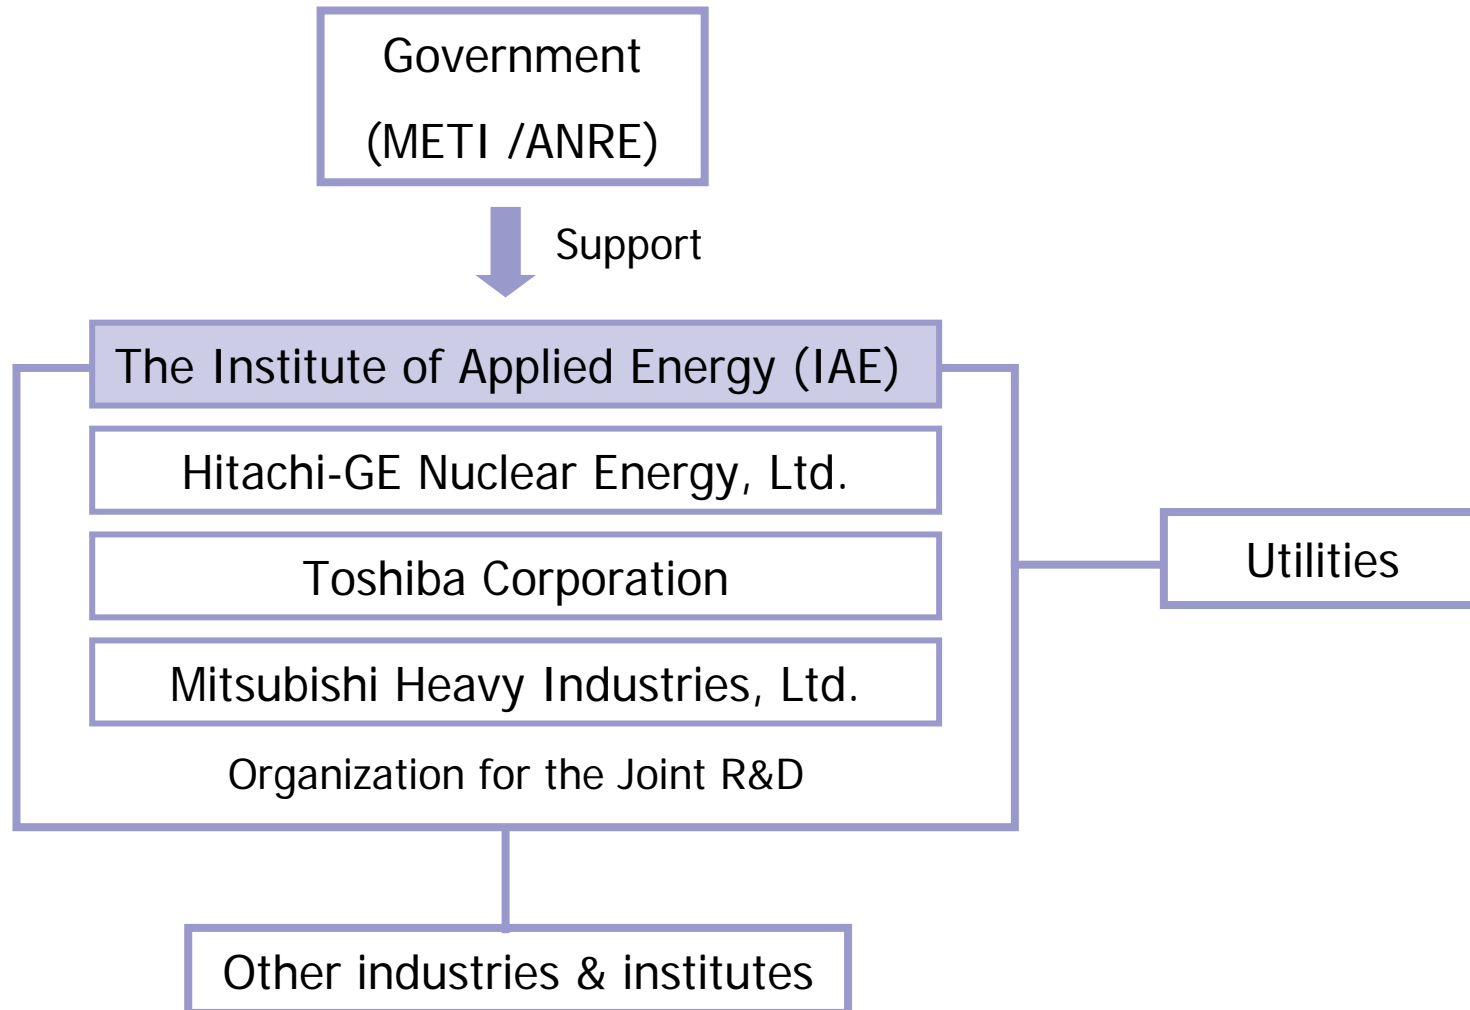 Government
(METI /ANRE)
Support
The Institute of Applied Energy (IAE)
Hitachi-GE Nuclear Energy, Ltd.
Toshiba Corporation
Mitsubishi Heavy Industries, Ltd.
Organization for the Joint R&D
Utilities
Other industries & institutes